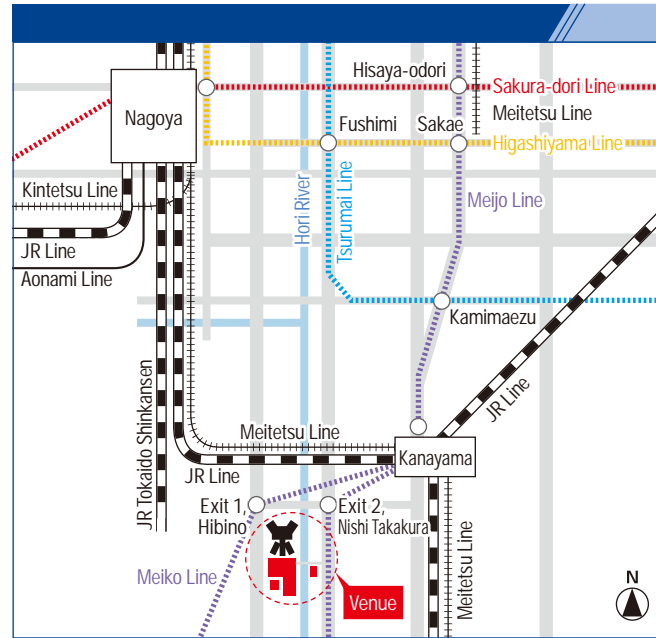 Hisaya-odori
Sakura-dori Line
Nagoya
Meitetsu Line
Fushimi
Sakae
Higashiyama Line
Kintetsu Line
Hori River
Tsurumai Line
Meijo Line
JR Line
Aonami Line
Kamimaezu
JR Line
JR Tokaido Shinkansen
Meitetsu Line
Kanayama
JR Line
Exit 1,
Hibino
Exit 2,
Nishi Takakura
Meiko Line
Venue
Meitetsu Line
N